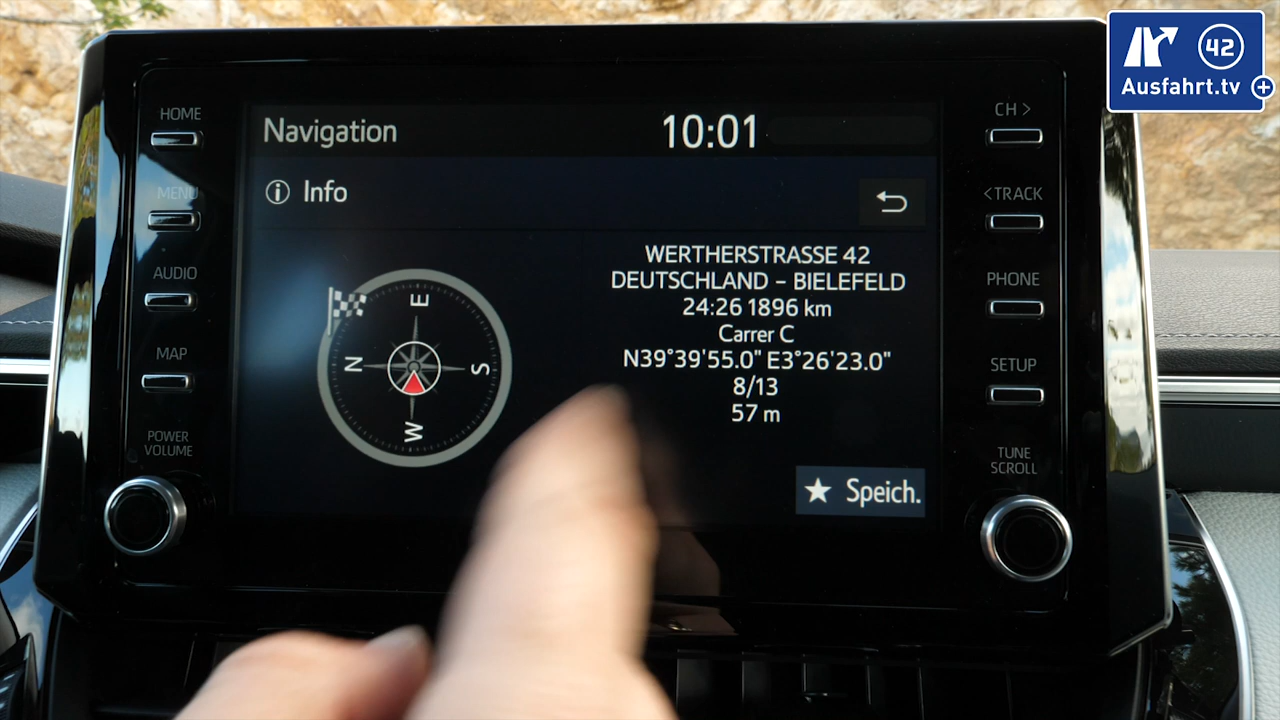 42
Ausfahrt.tv +
HOME
MENU
AUDIO
MAP
POWER
VOLUME
Navigation
10:01
i Info
E
N
S
W
WERTHERSTRASSE 42
DEUTSCHLAND - BIELEFELD
24:26 1896 km
Carrer C
N39°39'55.0" E3°26'23.0"
8/13
57 m
Speich.
CH >
< TRACK
PHONE
SETUP
TUNE
SCROLL